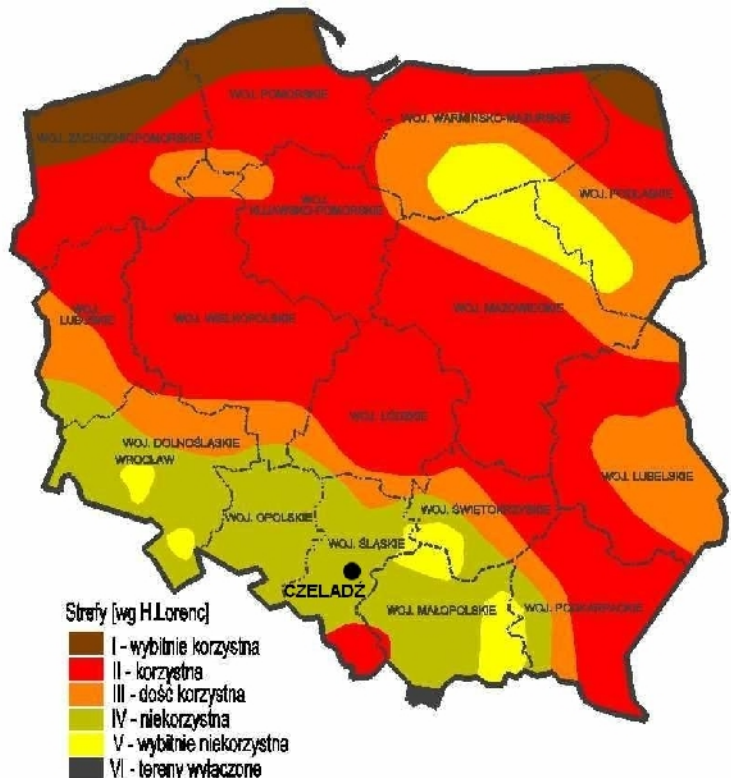 WOJ. POMORSKIE
WOJ. WARMIŃSKO-MAZURSKIE
WOJ. ZACHODNIOPOMORSKIE
WOJ. PODLASKIE
WOJ.
KUJAWSKO-POMORSKIE
WOJ.
LUBUSKIE
WOJ. WIELKOPOLSKIE
WOJ. MAZOWIECKIE
WOJ. ŁÓDZKIE
WOJ. DOLNOŚLĄSKIE
WROCŁAW
WOJ. LUBELSKIE
WOJ. OPOLSKIE
WOJ. ŚWIĘTOKRZYSKIE
WOJ. ŚLĄSKIE
CZELADŹ
WOJ. MAŁOPOLSKIE
WOJ. PODKARPACKIE
Strefy [wg H.Lorenc]
I - wybitnie korzystna
II - korzystna
III - dość korzystna
IV - niekorzystna
V - wybitnie niekorzystna
VI - tereny wyłączone